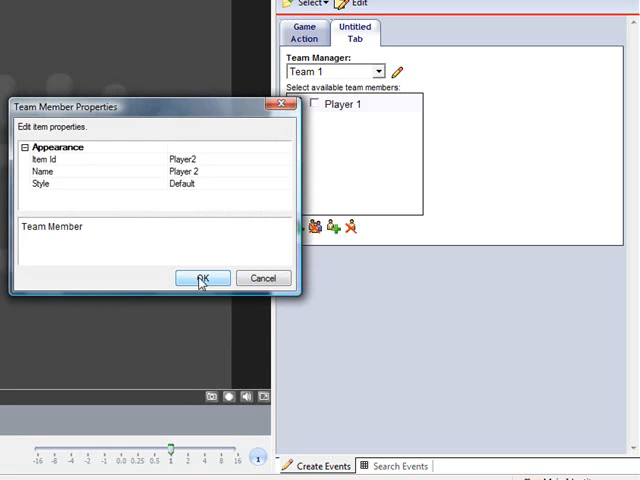 Select
Edit
Game Action
Untitled Tab
Team Manager:
Team 1
Select available team members:
Player 1
Team Member Properties
Edit item properties.
Appearance
Item Id Player2
Name Player 2
Style Default
Team Member
OK Cancel
-16 -8 -4 -2 0.0 0.25 0.5 1 2 4 8 16
1
Create Events Search Events